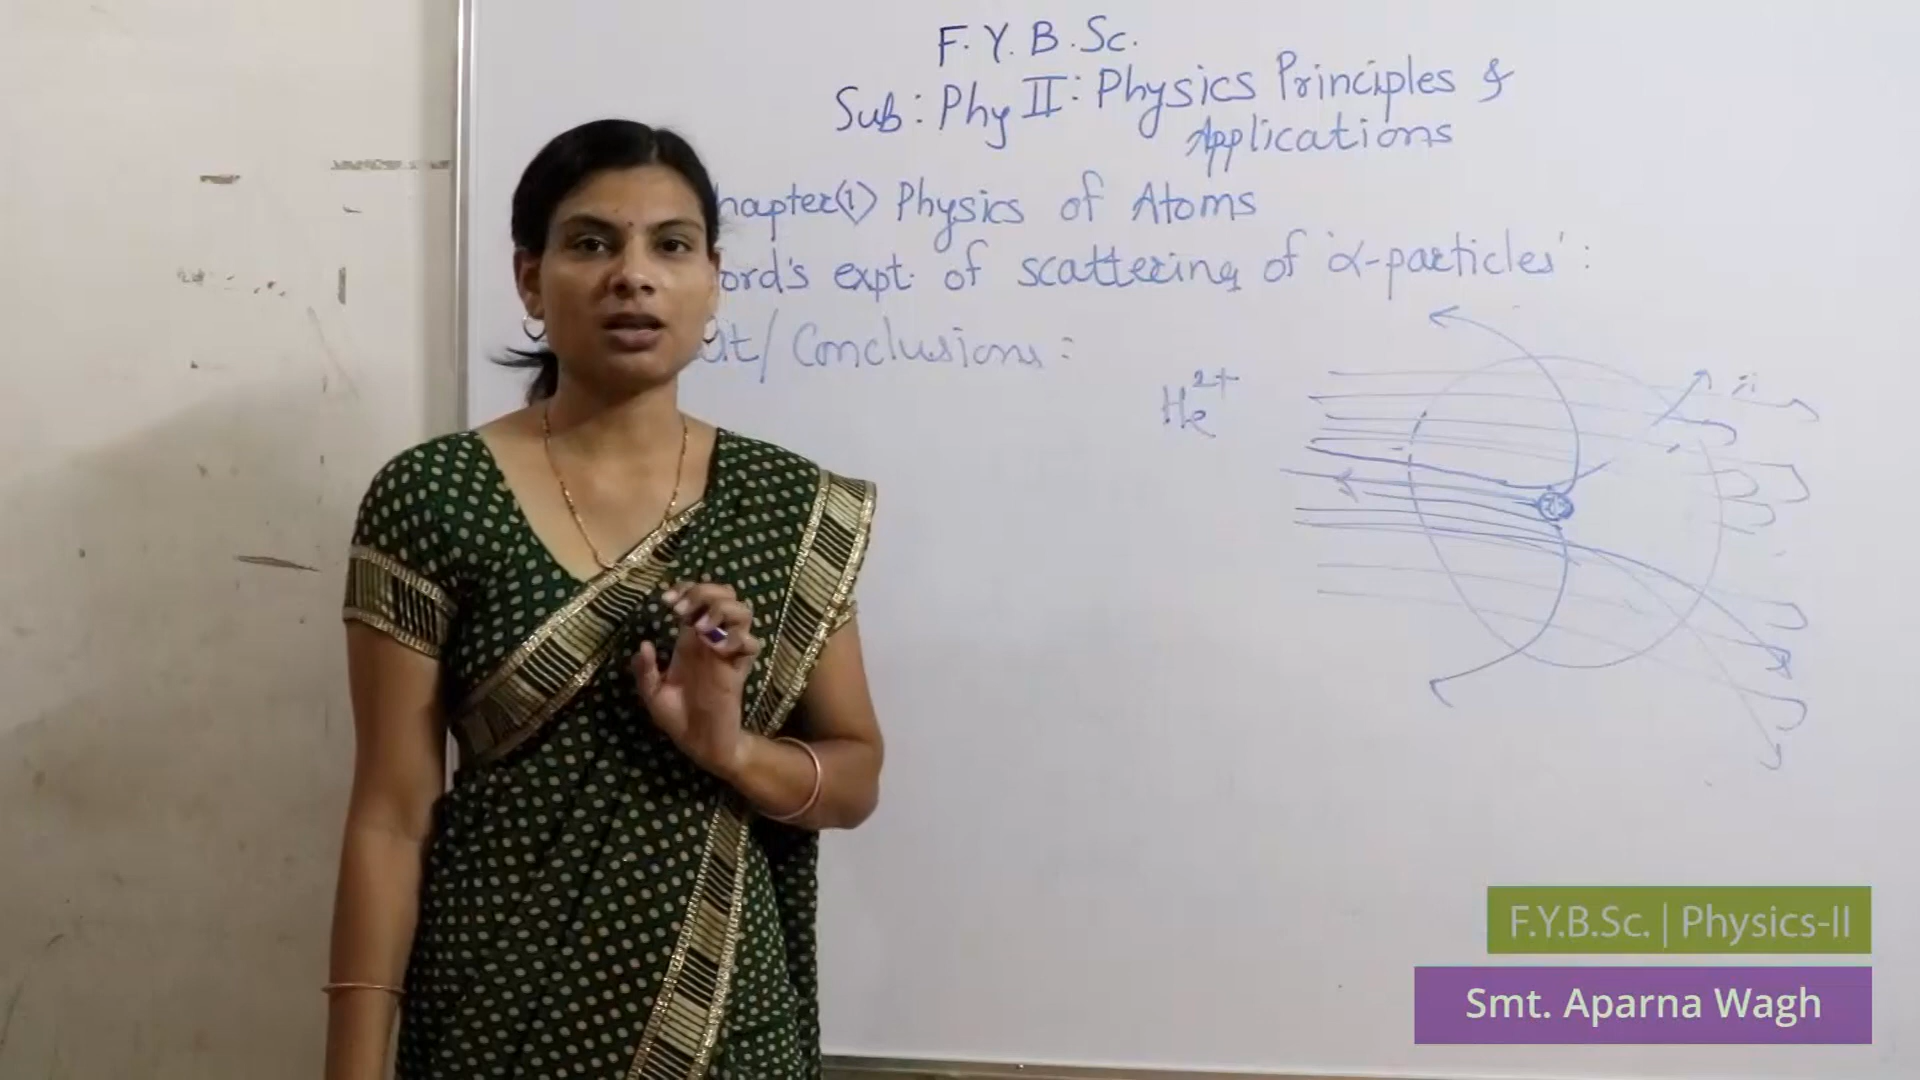 F.Y.B.Sc.
Sub: Phy II: Physics Principles &
Applications
hapter(1) Physics of Atoms
ord's expt. of scattering of 'α-particles':
/ Conclusions:
He2+
F.Y.B.Sc. | Physics-II
Smt. Aparna Wagh